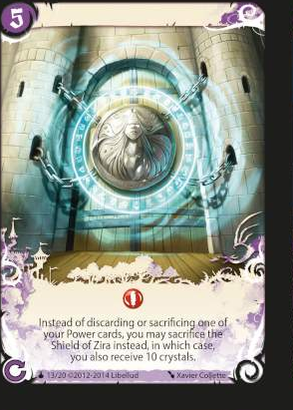 5
Instead of discarding or sacrificing one of
your Power cards, you may sacrifice the
Shield of Zira instead, in which case,
you also receive 10 crystals.
13/20 ©2012-2014 Libellud Xavier Collette